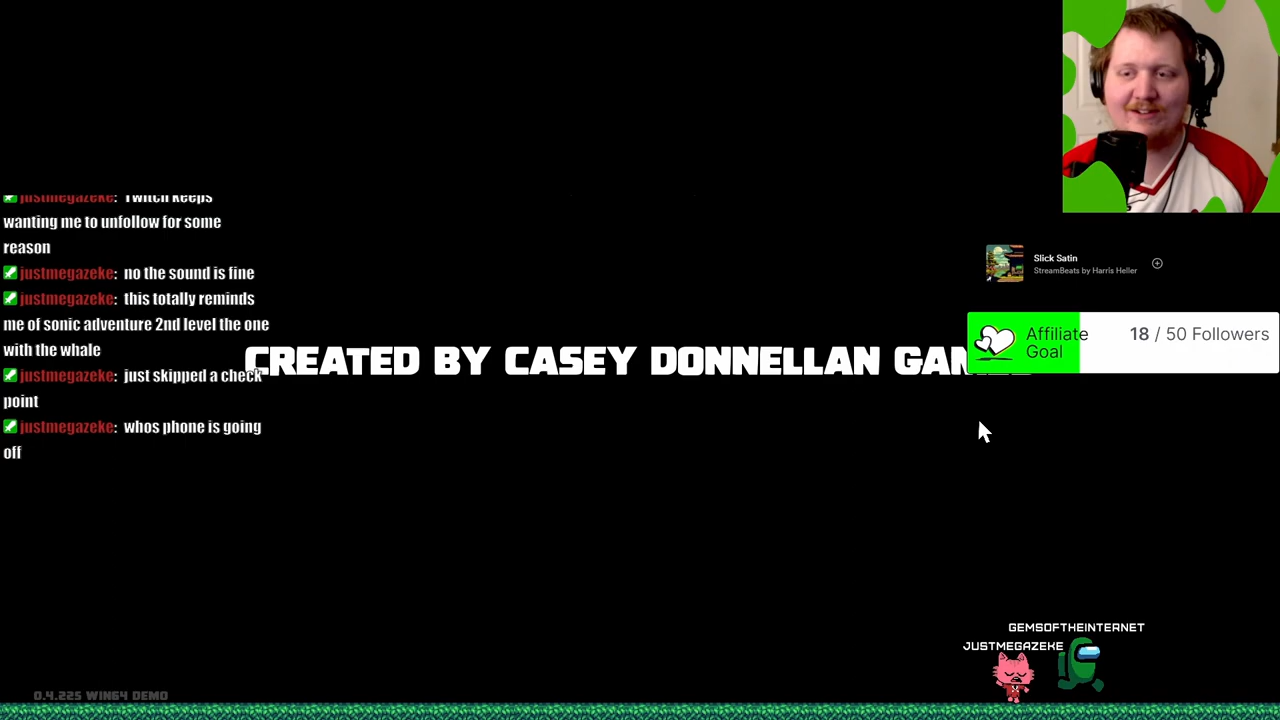 justmegazeke: Twitch keeps
wanting me to unfollow for some
reason
justmegazeke: no the sound is fine
justmegazeke: this totally reminds
me of sonic adventure 2nd level the one
with the whale
justmegazeke: just skipped a check
point
justmegazeke: whos phone is going
off
CREATED BY CASEY DONNELLAN
Slick Satin
StreamBeats by Harris Heller
Affiliate
Goal
18 / 50 Followers
GEMSOFTHEINTERNET
JUSTMEGAZEKE
0.4.225 WIN64 DEMO